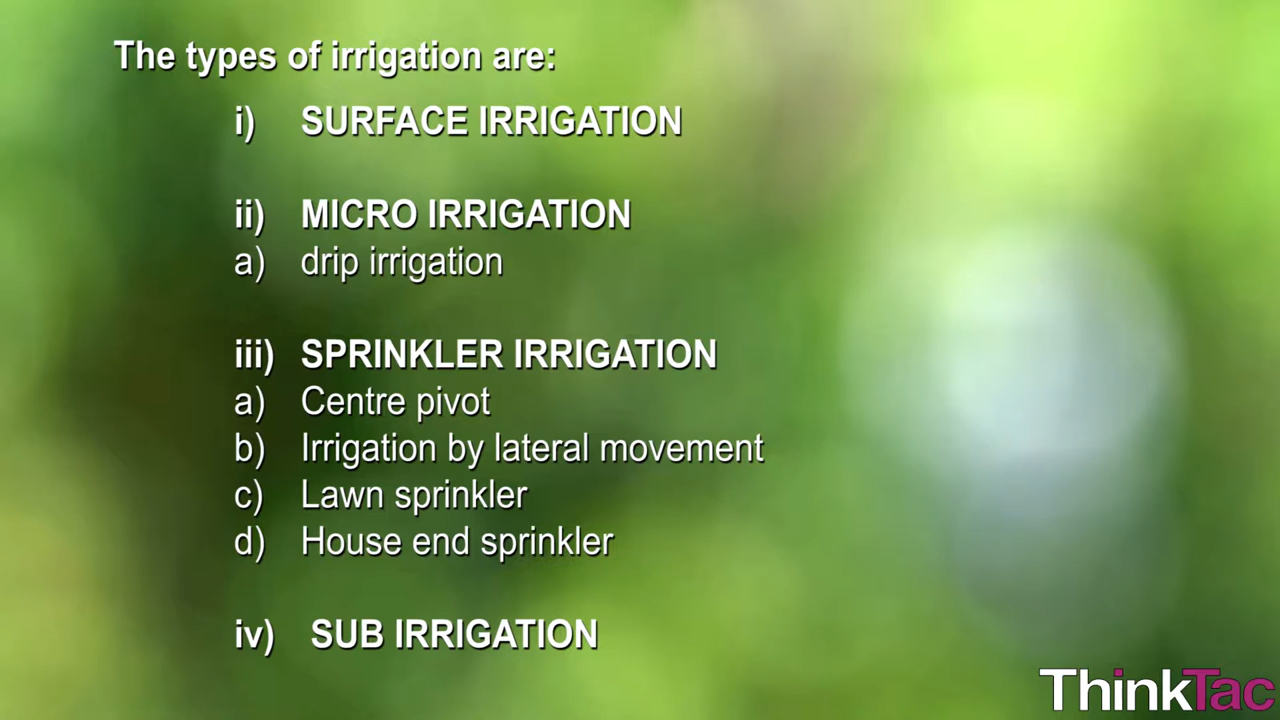 The types of irrigation are:
i) SURFACE IRRIGATION
ii) MICRO IRRIGATION
a) drip irrigation
iii) SPRINKLER IRRIGATION
a) Centre pivot
b) Irrigation by lateral movement
c) Lawn sprinkler
d) House end sprinkler
iv) SUB IRRIGATION
ThinkTac